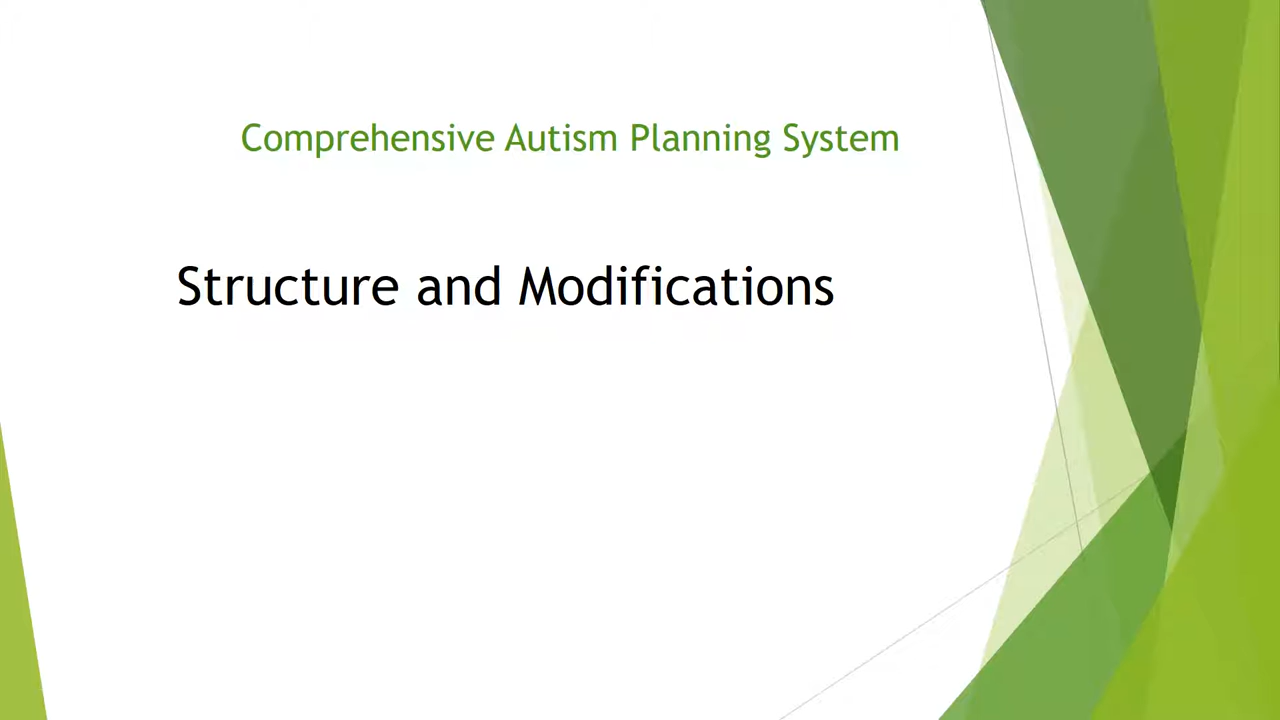 Comprehensive Autism Planning System
Structure and Modifications